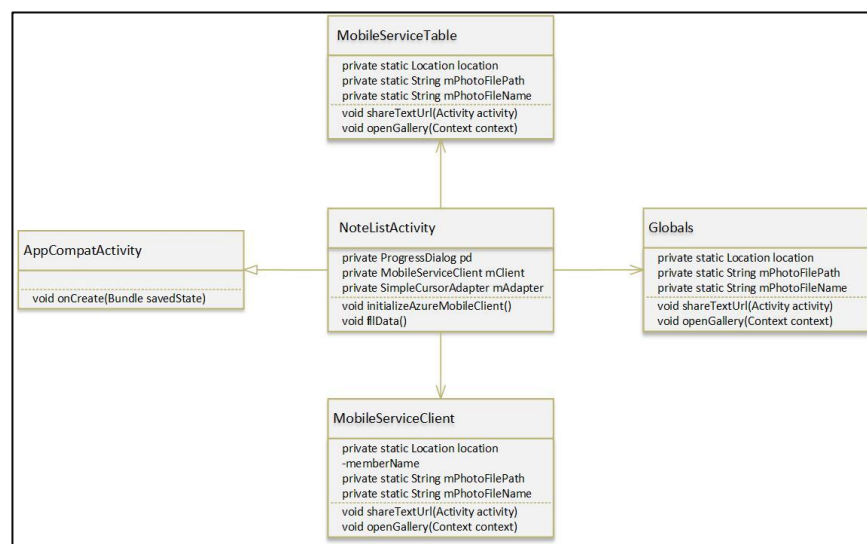 MobileServiceTable
private static Location location
private static String mPhotoFilePath
private static String mPhotoFileName
void shareTextUrl(Activity activity)
void openGallery(Context context)
AppCompatActivity
void onCreate(Bundle savedState)
NoteListActivity
private ProgressDialog pd
private MobileServiceClient mClient
private SimpleCursorAdapter mAdapter
void initializeAzureMobileClient()
void fllData()
Globals
private static Location location
private static String mPhotoFilePath
private static String mPhotoFileName
void shareTextUrl(Activity activity)
void openGallery(Context context)
MobileServiceClient
private static Location location
-memberName
private static String mPhotoFilePath
private static String mPhotoFileName
void shareTextUrl(Activity activity)
void openGallery(Context context)